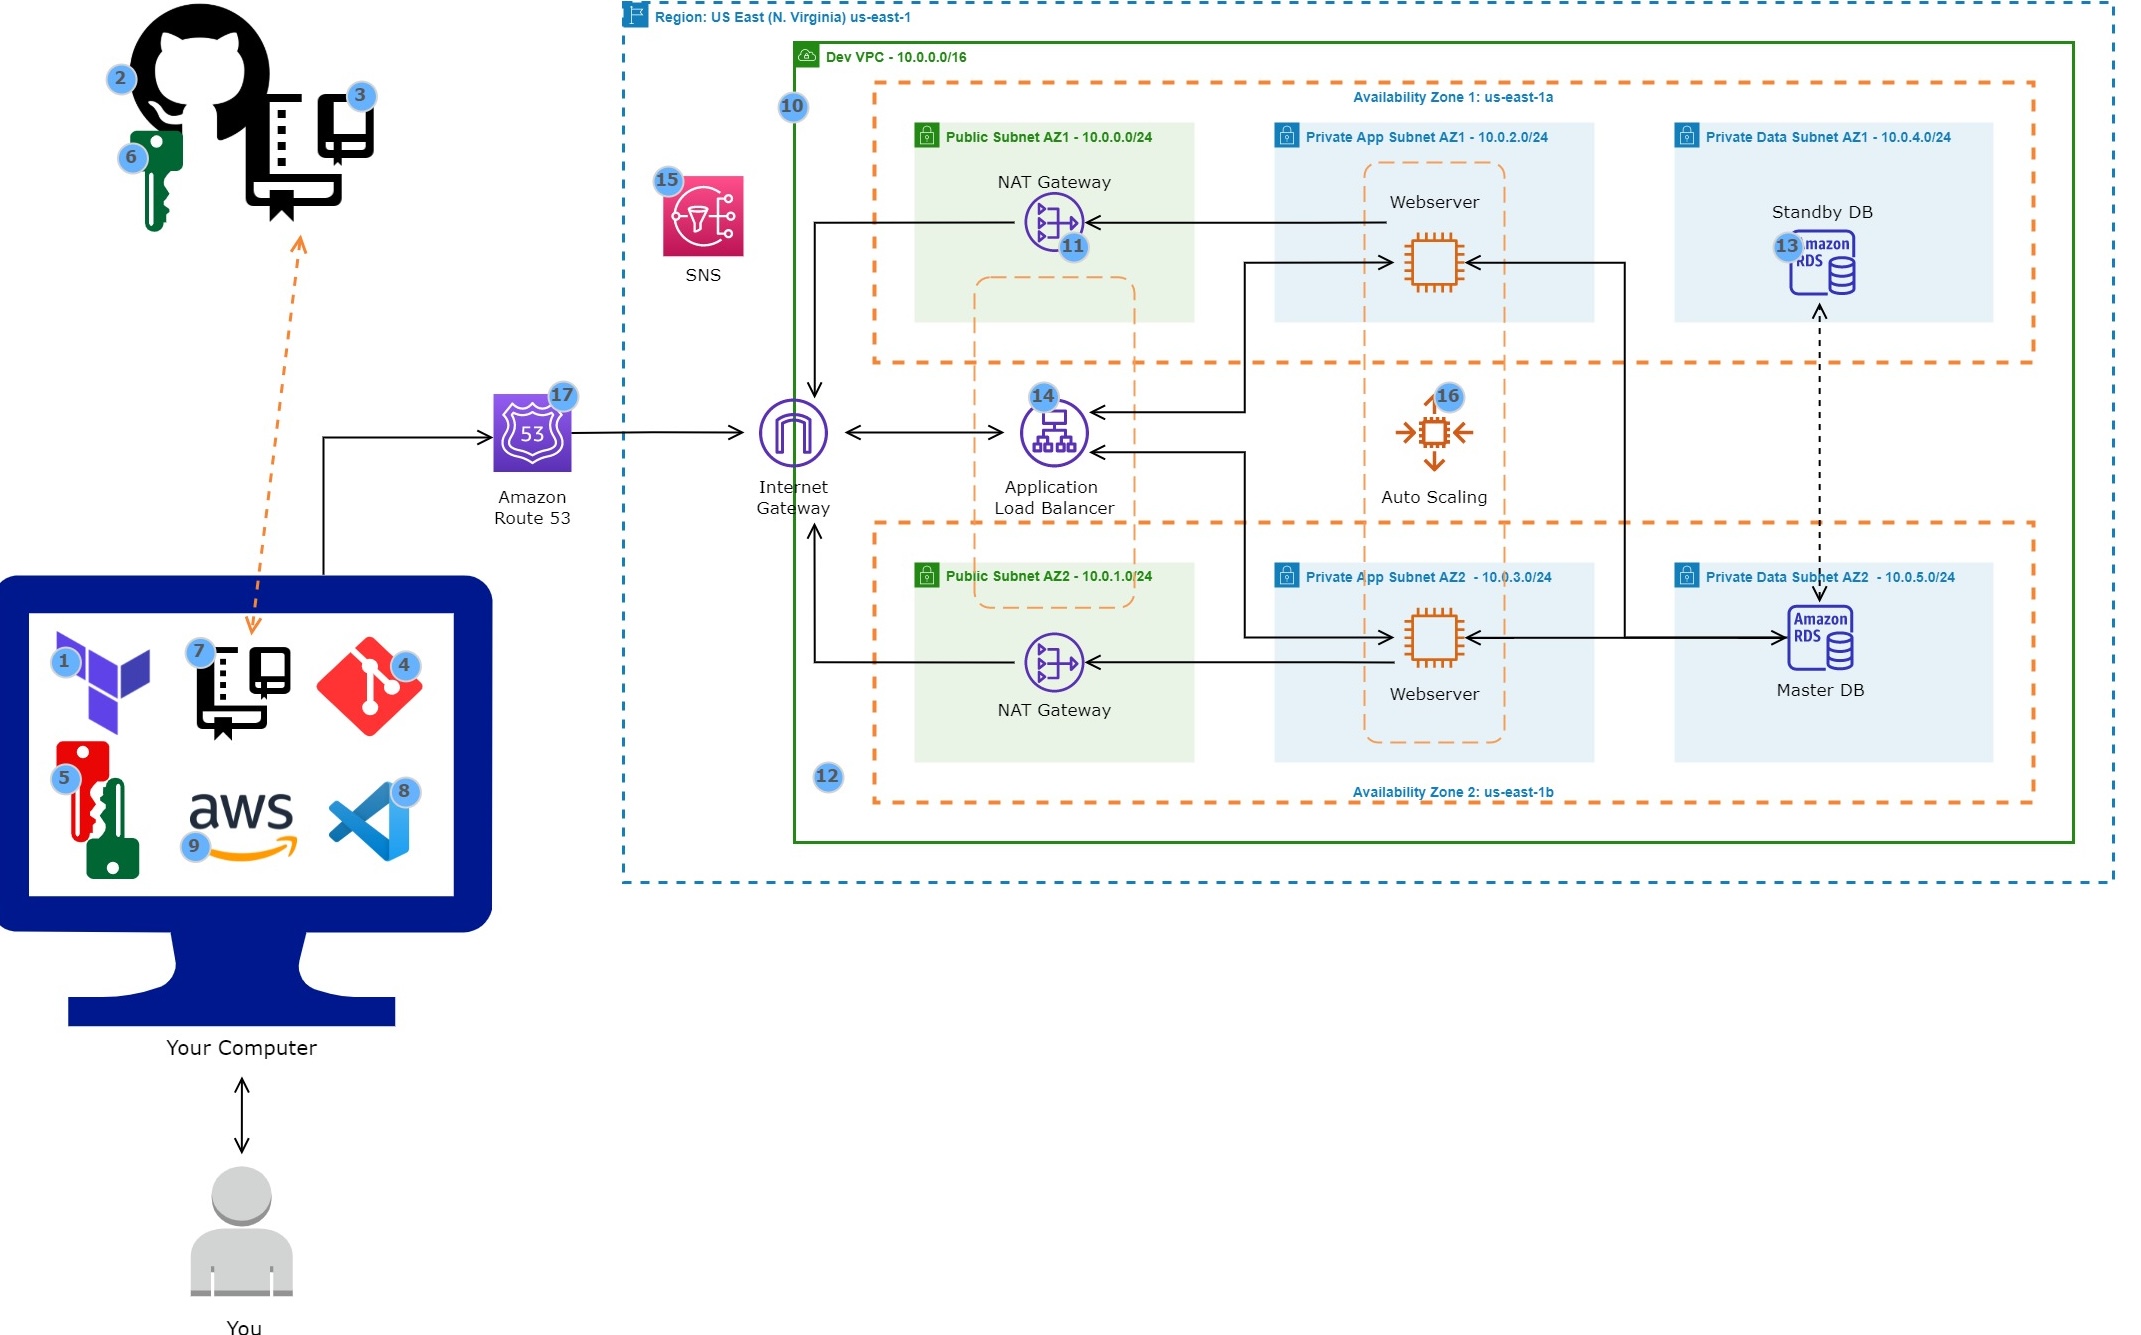 Region: US East (N. Virginia) us-east-1
Dev VPC - 10.0.0.0/16
2
3
6
10
Availability Zone 1: us-east-1a
Public Subnet AZ1 - 10.0.0.0/24
Private App Subnet AZ1 - 10.0.2.0/24
Private Data Subnet AZ1 - 10.0.4.0/24
15
SNS
NAT Gateway
11
Webserver
Standby DB
13
Amazon
RDS
17
53
Amazon
Route 53
Internet
Gateway
14
Application
Load Balancer
16
Auto Scaling
Public Subnet AZ2 - 10.0.1.0/24
Private App Subnet AZ2 - 10.0.3.0/24
Private Data Subnet AZ2 - 10.0.5.0/24
NAT Gateway
Webserver
Amazon
RDS
Master DB
12
Availability Zone 2: us-east-1b
1
7
4
5
aws
9
8
Your Computer
You